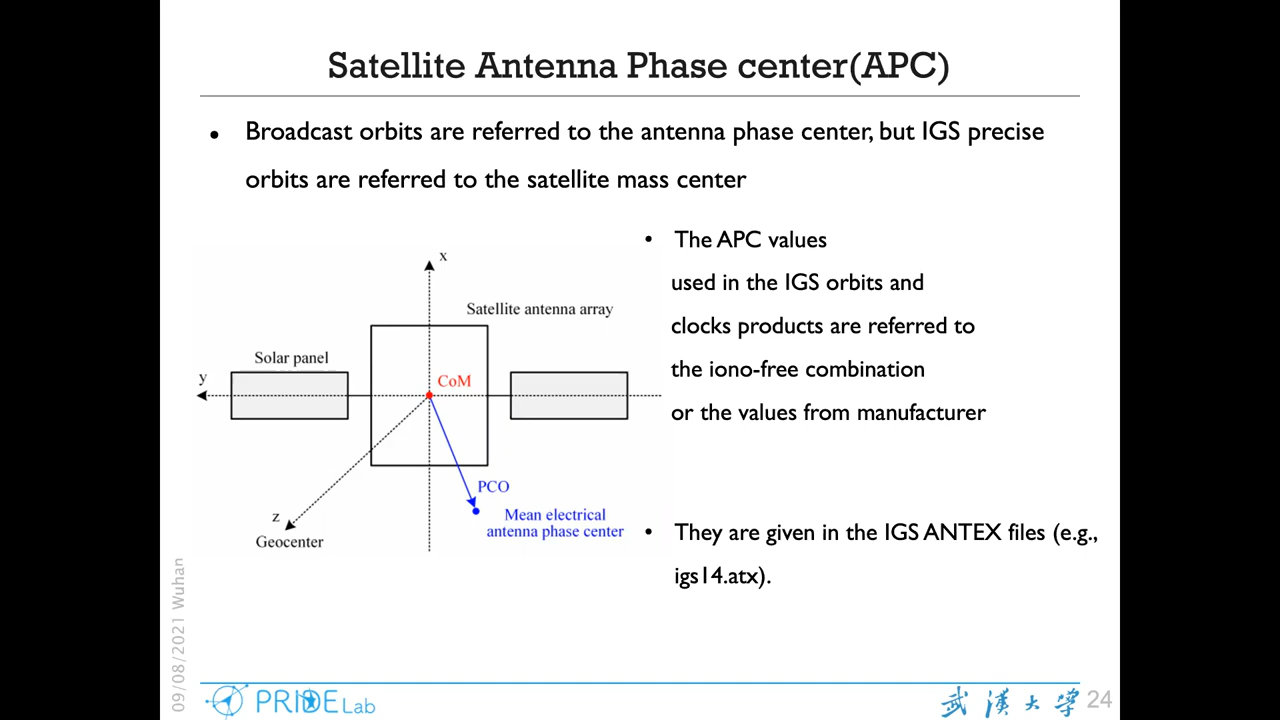 Satellite Antenna Phase center(APC)
• Broadcast orbits are referred to the antenna phase center, but IGS precise
orbits are referred to the satellite mass center
• The APC values
used in the IGS orbits and
clocks products are referred to
the iono-free combination
or the values from manufacturer
x
Satellite antenna array
Solar panel
y
CoM
PCO
z
Mean electrical
antenna phase center
Geocenter
• They are given in the IGS ANTEX files (e.g.,
igs14.atx).
09/08/2021 Wuhan
PRIDE Lab
武漢大学
24